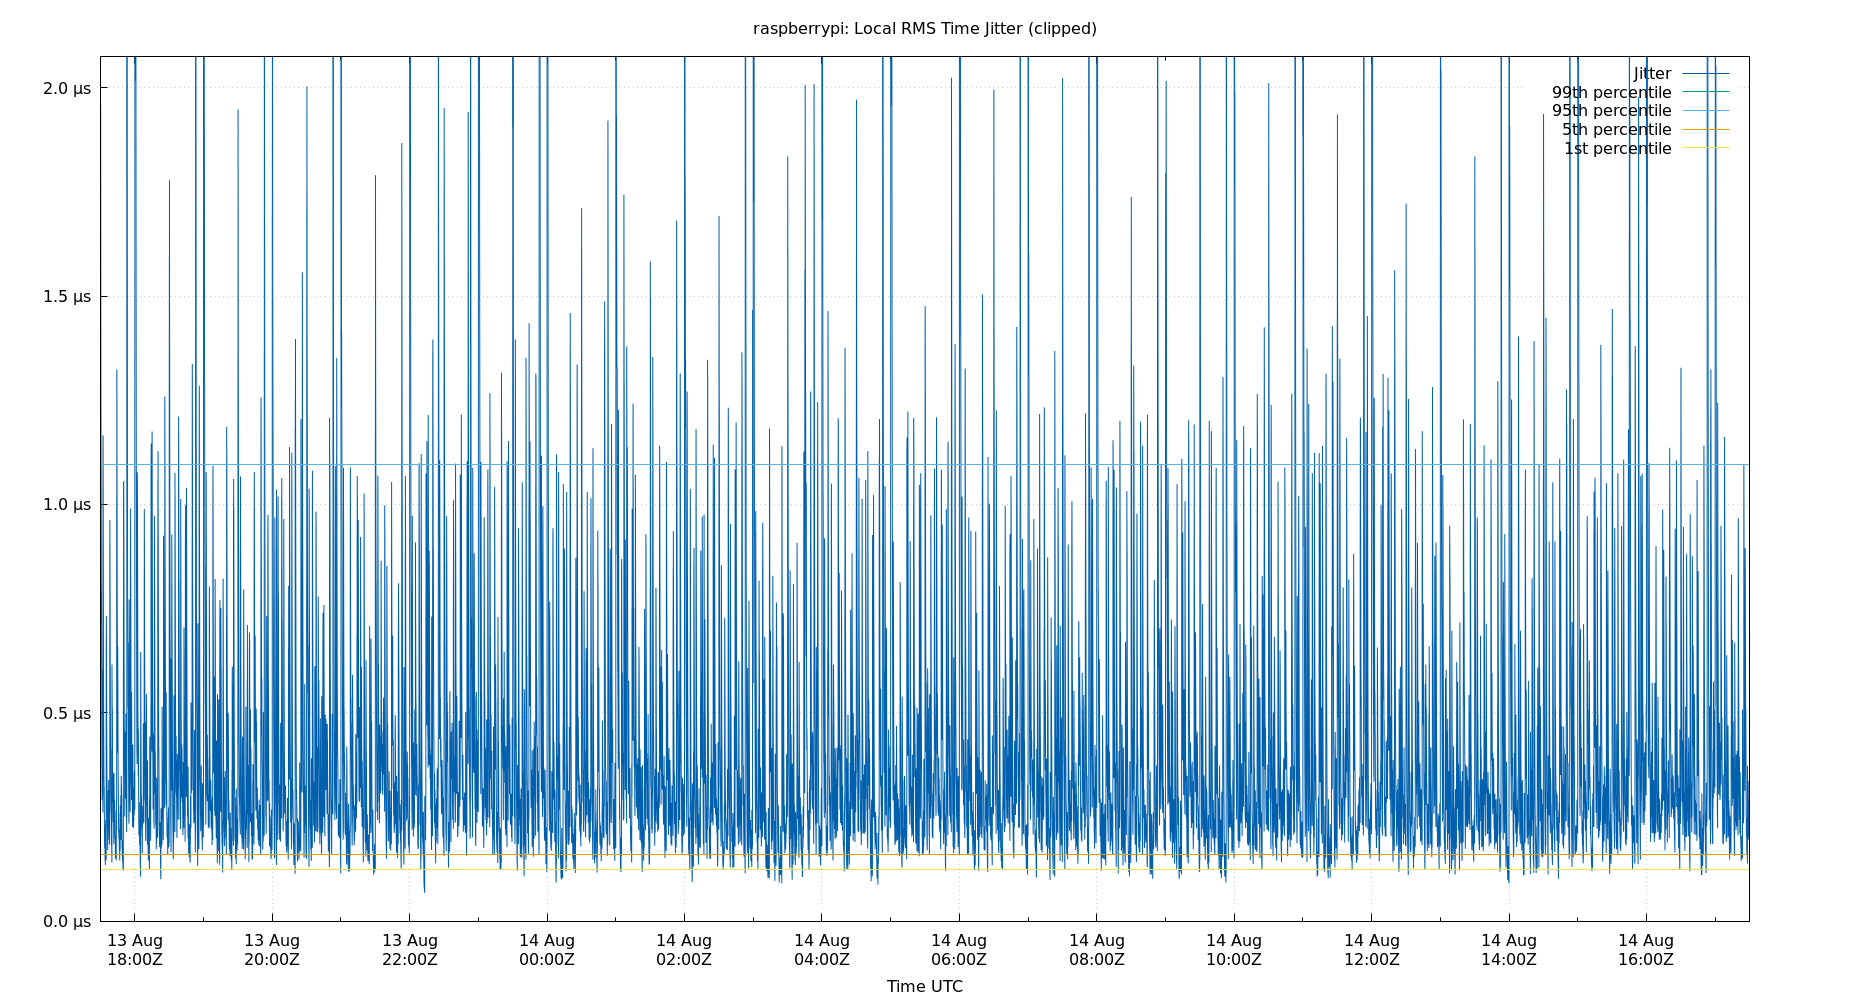 raspberrypi: Local RMS Time Jitter (clipped)
2.0 µs
1.5 µs
1.0 µs
0.5 µs
0.0 µs
Jitter
99th percentile
95th percentile
5th percentile
1st percentile
13 Aug 13 Aug 13 Aug 14 Aug 14 Aug 14 Aug 14 Aug 14 Aug 14 Aug 14 Aug 14 Aug 14 Aug
18:00Z 20:00Z 22:00Z 00:00Z 02:00Z 04:00Z 06:00Z 08:00Z 10:00Z 12:00Z 14:00Z 16:00Z
Time UTC